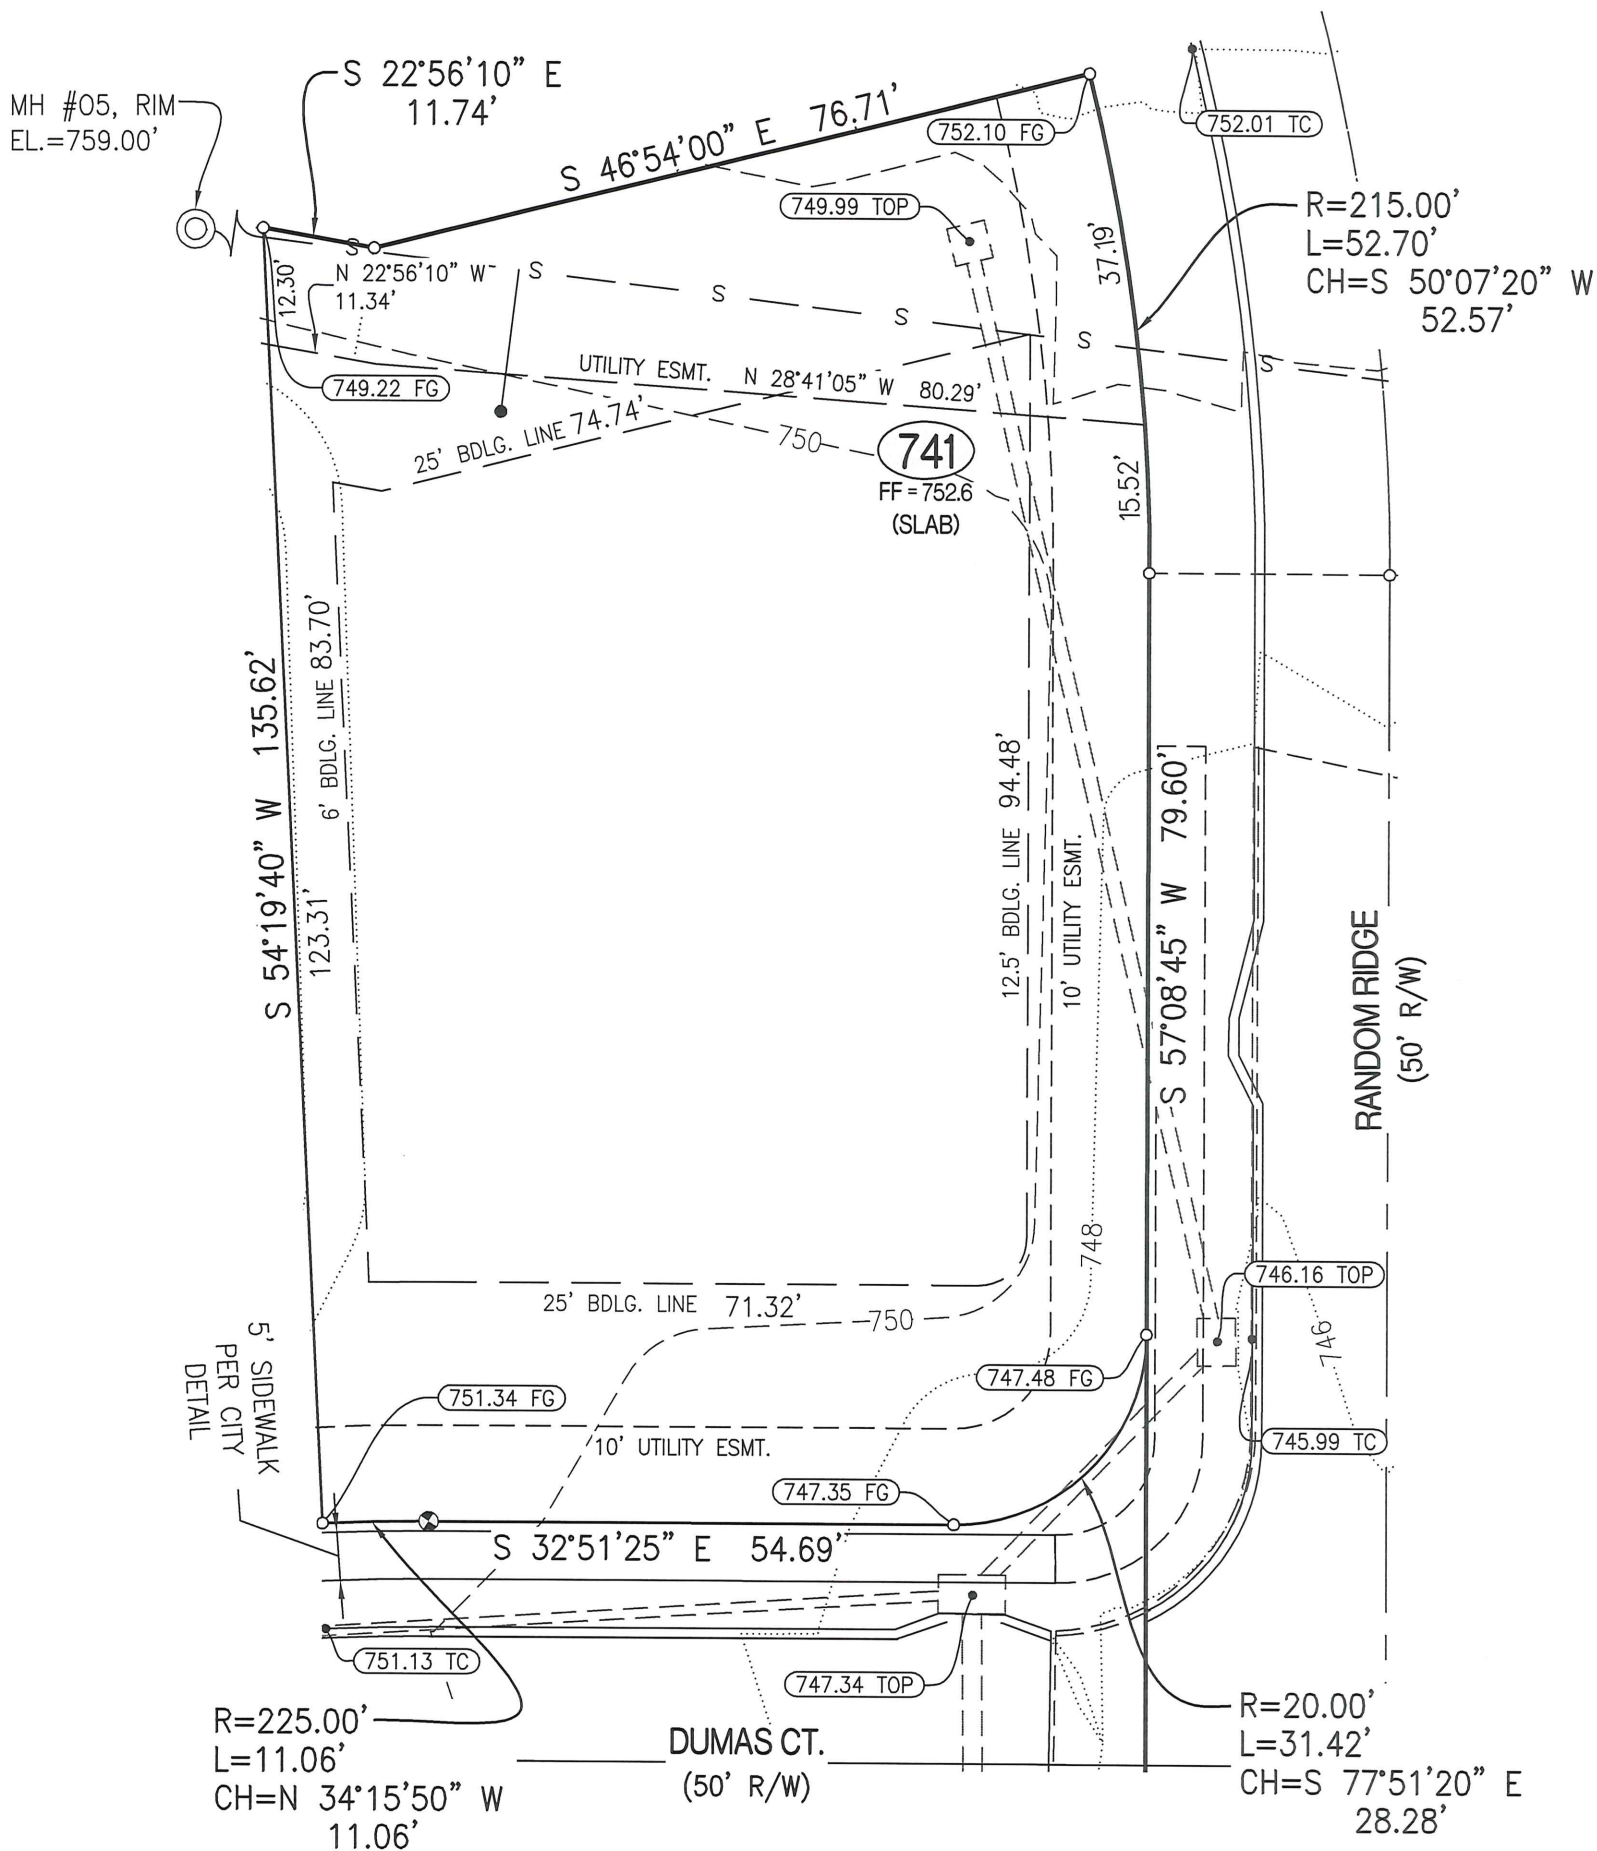 S 22°56'10" E
11.74'
MH #05, RIM
EL.=759.00'
S 46°54'00" E 76.71'
752.10 FG
752.01 TC
749.99 TOP
R=215.00'
L=52.70'
CH=S 50°07'20" W
52.57'
37.19'
S
N 22°56'10" W
11.34'
12.30'
S
S
S
S
S
749.22 FG
UTILITY ESMT. N 28°41'05" W 80.29'
25' BDLG. LINE 74.74'
750
741
FF = 752.6
(SLAB)
15.52'
S 54°19'40" W 135.62'
123.31'
6' BDLG. LINE 83.70'
12.5' BDLG. LINE 94.48'
10' UTILITY ESMT.
S 57°08'45" W 79.60'
RANDOM RIDGE
(50' R/W)
748
746.16 TOP
25' BDLG. LINE 71.32'
750
746
5' SIDEWALK
PER CITY
DETAIL
747.48 FG
751.34 FG
10' UTILITY ESMT.
745.99 TC
747.35 FG
S 32°51'25" E 54.69'
751.13 TC
747.34 TOP
R=225.00'
L=11.06'
CH=N 34°15'50" W
11.06'
DUMAS CT.
(50' R/W)
R=20.00'
L=31.42'
CH=S 77°51'20" E
28.28'